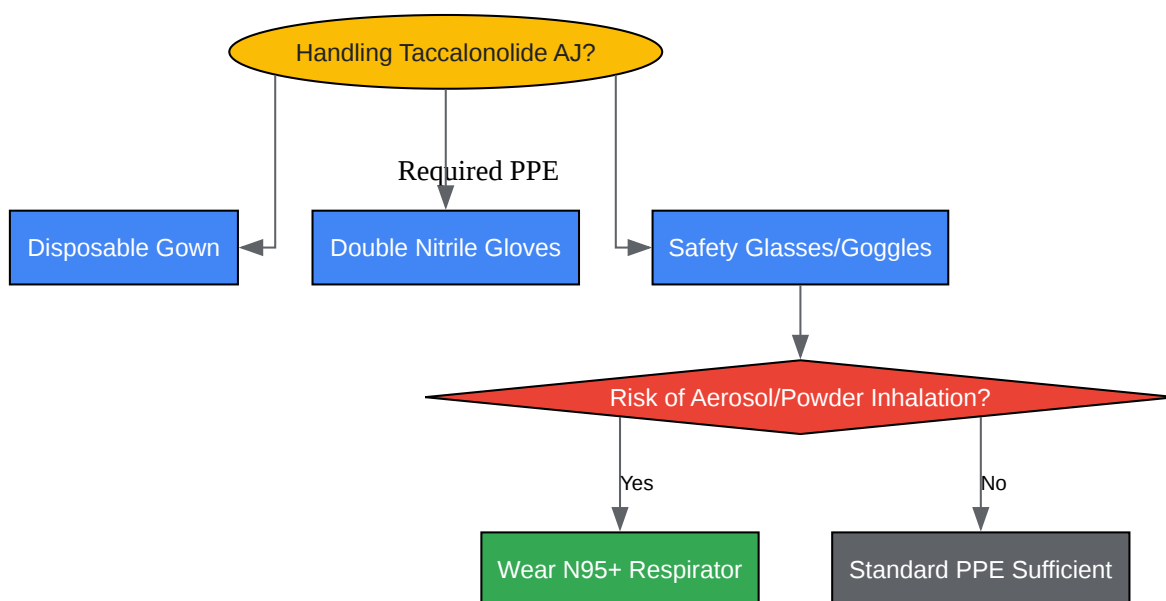 Handling Taccalonolide AJ?
Required PPE
Disposable Gown
Double Nitrile Gloves
Safety Glasses/Goggles
Risk of Aerosol/Powder Inhalation?
Yes
No
Wear N95+ Respirator
Standard PPE Sufficient